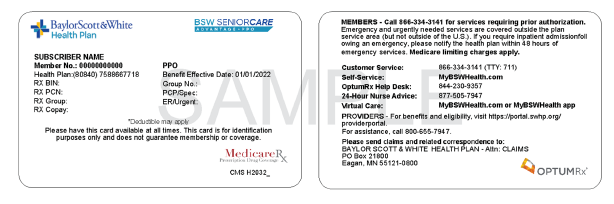 BaylorScott&White
Health Plan
BSW SENIORCARE
ADVANTAGE - PPO
SUBSCRIBER NAME
Member No.: 00000000000
Health Plan:(80840) 7588667718
RX BIN:
RX PCN:
RX Group:
RX Copay:
PPO
Benefit Effective Date: 01/01/2022
Group No.:
PCP/Spec:
ER/Urgent:
*Deductible may apply
Please have this card available at all times. This card is for identification
purposes only and does not guarantee membership or coverage.
MedicareRx
Prescription Drug Coverage
CMS H2032_
SAMPLE
MEMBERS - Call 866-334-3141 for services requiring prior authorization.
Emergency and urgently needed services are covered outside the plan
service area (but not outside of the U.S.). If you require inpatient admissionfoll
owing an emergency, please notify the health plan within 48 hours of
emergency services. Medicare limiting charges apply.
Customer Service: 866-334-3141 (TTY: 711)
Self-Service: MyBSWHealth.com
OptumRx Help Desk: 844-230-9357
24-Hour Nurse Advice: 877-505-7947
Virtual Care: MyBSWHealth.com or MyBSWHealth app
PROVIDERS - For benefits and eligibility, visit https://portal.swhp.org/
providerportal.
For assistance, call 800-655-7947.
Please send claims and related correspondence to:
BAYLOR SCOTT & WHITE HEALTH PLAN - Attn: CLAIMS
PO Box 21800
Eagan, MN 55121-0800
OPTUMRx®